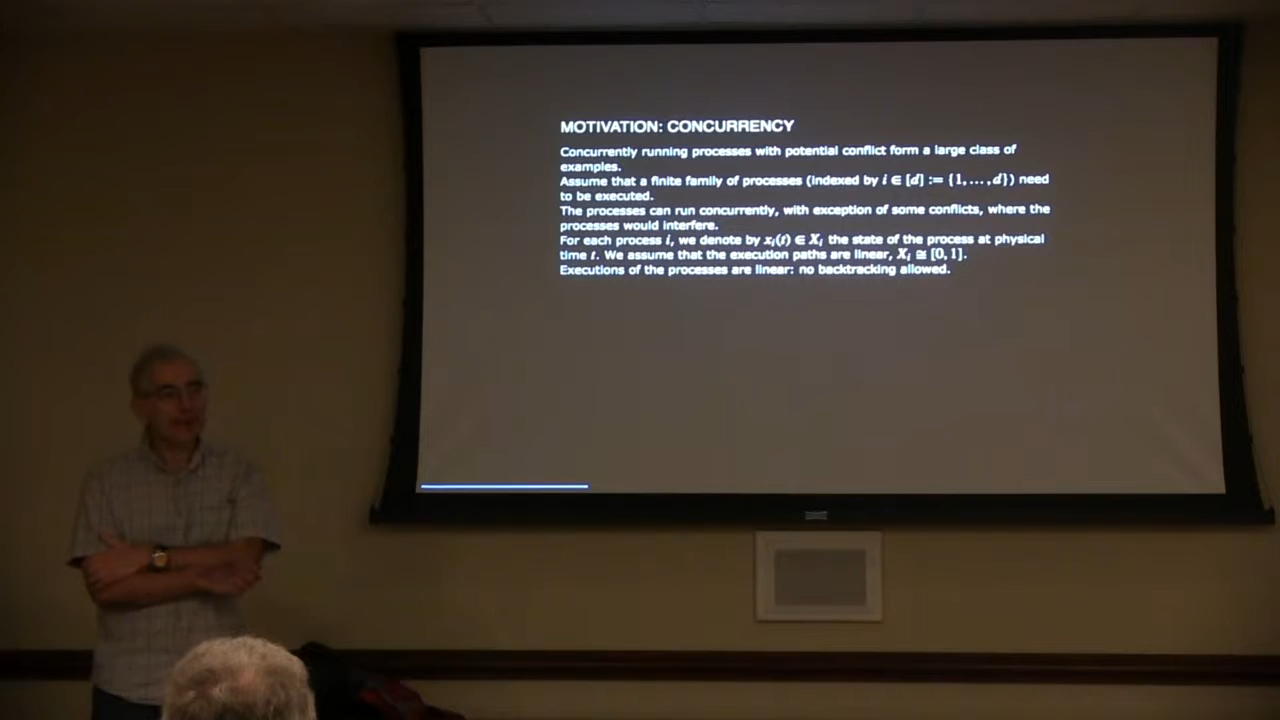 MOTIVATION: CONCURRENCY
Concurrently running processes with potential conflict form a large class of
examples.
Assume that a finite family of processes (indexed by i ∈ [d] := {1, …, d}) need
to be executed.
The processes can run concurrently, with exception of some conflicts, where the
processes would interfere.
For each process i, we denote by xᵢ(t) ∈ Xᵢ the state of the process at physical
time t. We assume that the execution paths are linear, Xᵢ ≅ [0, 1].
Executions of the processes are linear: no backtracking allowed.